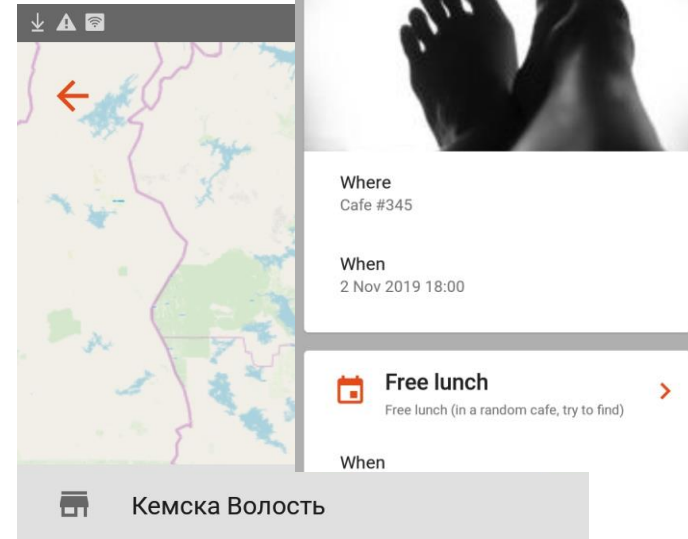 Where
Cafe #345
When
2 Nov 2019 18:00
Free lunch
Free lunch (in a random cafe, try to find)
When
Кемска Волость